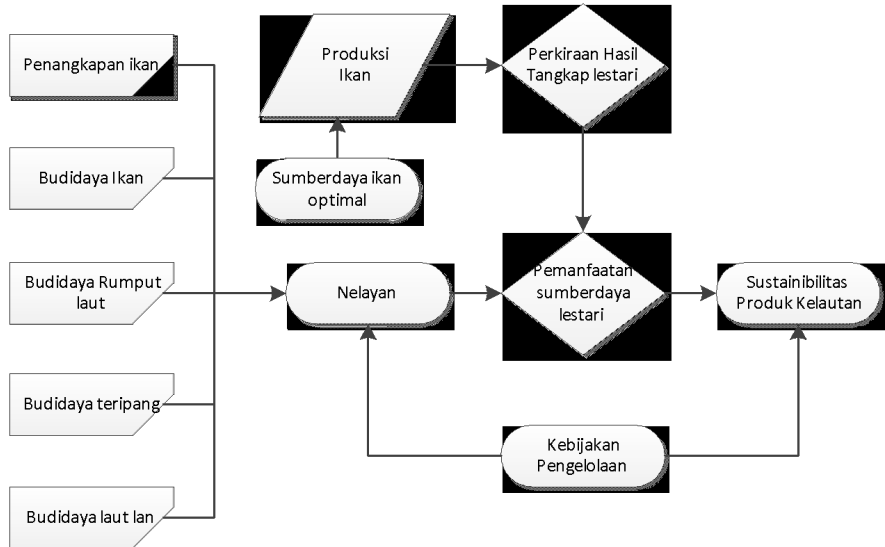 Penangkapan ikan
Produksi
Ikan
Perkiraan Hasil
Tangkap lestari
Budidaya Ikan
Sumberdaya ikan
optimal
Budidaya Rumput
laut
Nelayan
Pemanfaatan
sumberdaya
lestari
Sustainibilitas
Produk Kelautan
Budidaya teripang
Kebijakan
Pengelolaan
Budidaya laut lan